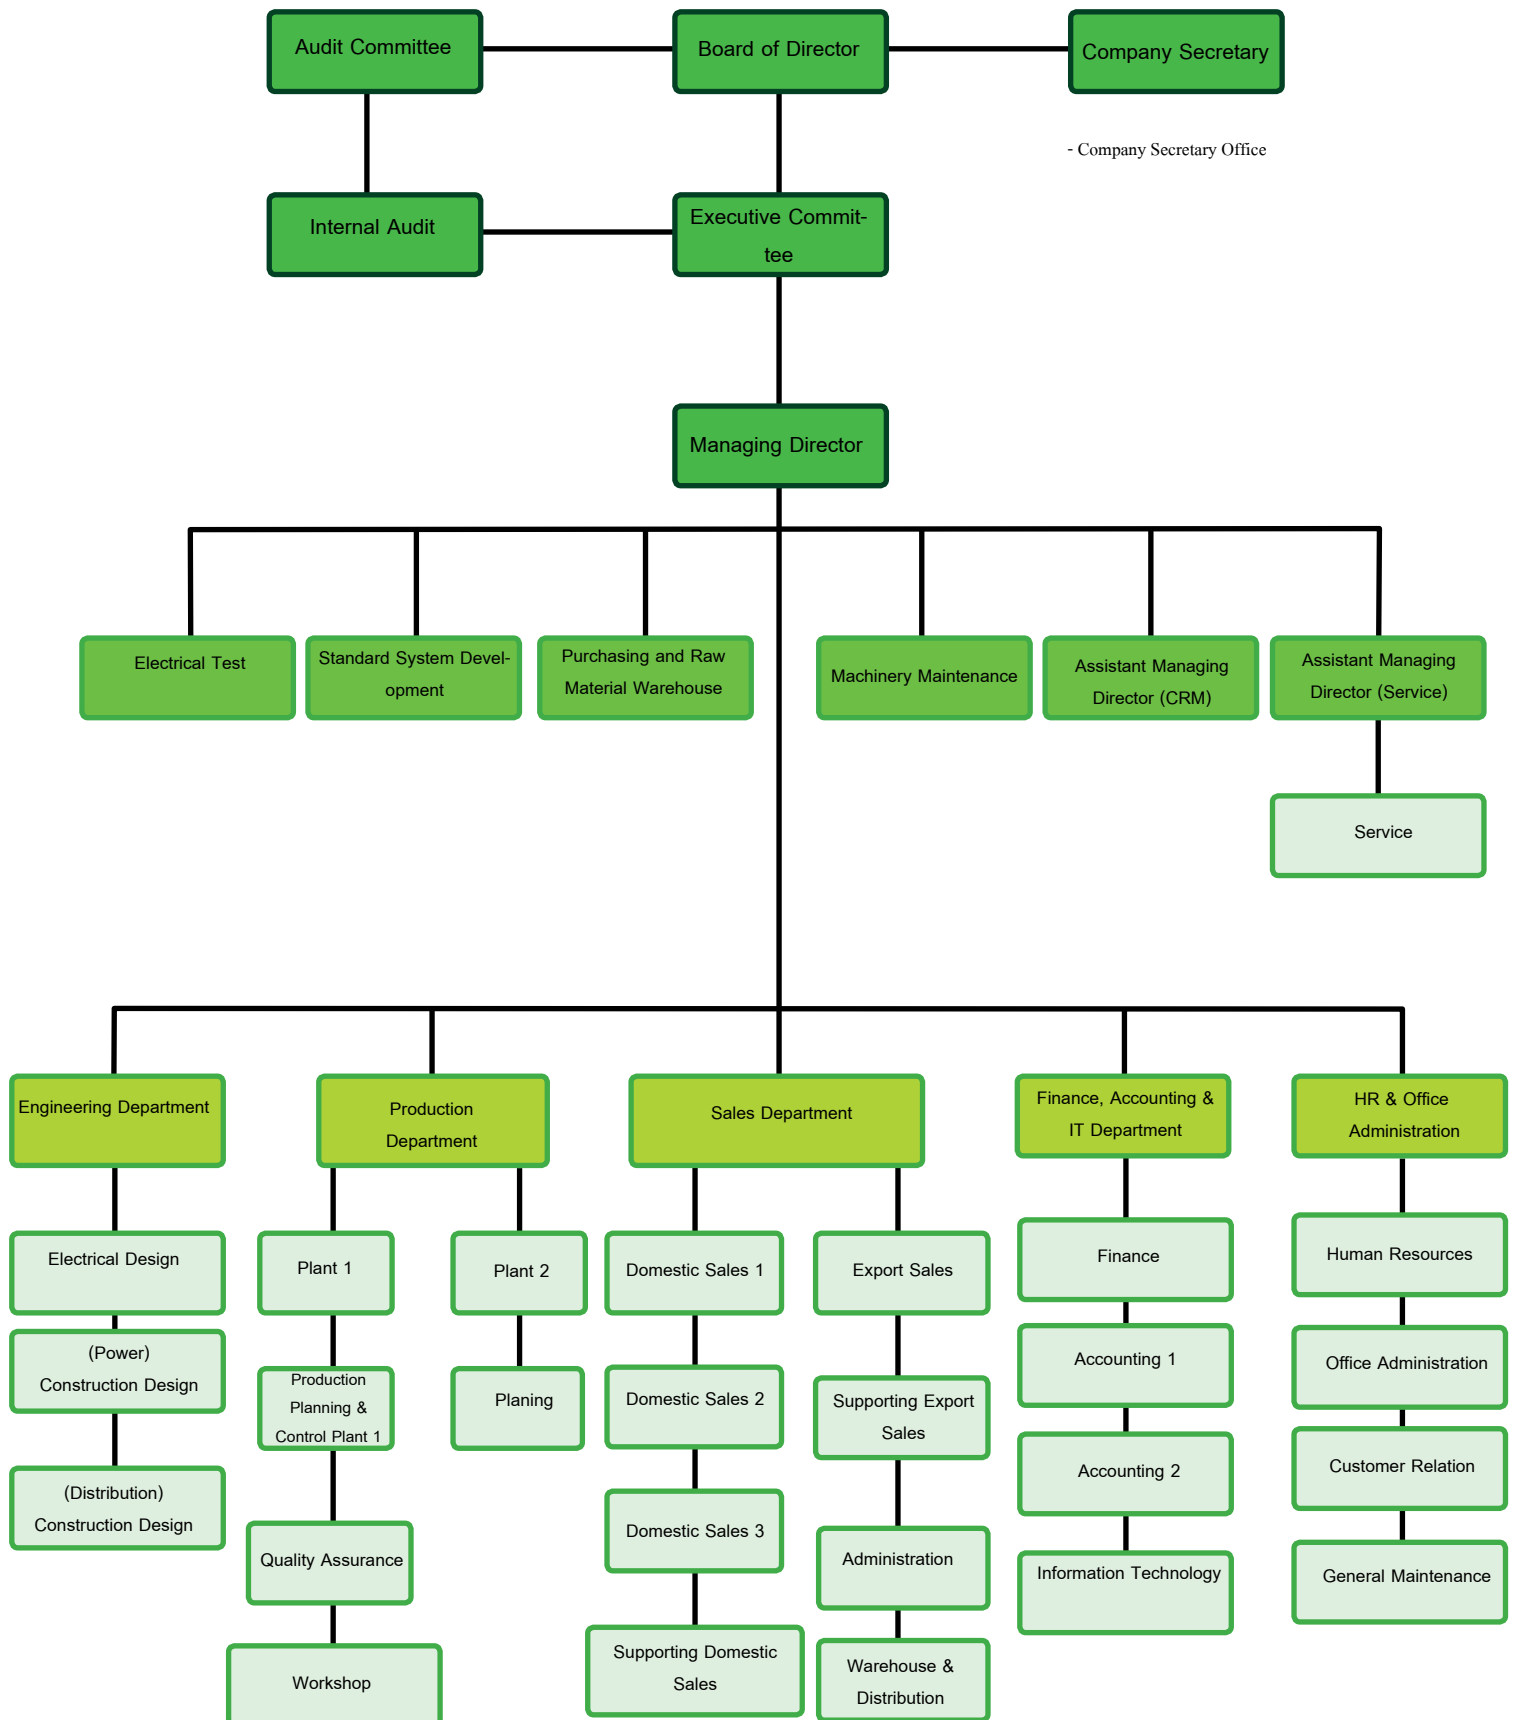 Audit Committee
Board of Director
Company Secretary
- Company Secretary Office
Internal Audit
Executive Commit-
tee
Managing Director
Electrical Test
Standard System Devel-
opment
Purchasing and Raw
Material Warehouse
Machinery Maintenance
Assistant Managing
Director (CRM)
Assistant Managing
Director (Service)
Service
Engineering Department
Production
Department
Sales Department
Finance, Accounting &
IT Department
HR & Office
Administration
Electrical Design
(Power)
Construction Design
(Distribution)
Construction Design
Plant 1
Production
Planning &
Control Plant 1
Quality Assurance
Workshop
Plant 2
Planing
Domestic Sales 1
Domestic Sales 2
Domestic Sales 3
Supporting Domestic
Sales
Export Sales
Supporting Export
Sales
Administration
Warehouse &
Distribution
Finance
Accounting 1
Accounting 2
Information Technology
Human Resources
Office Administration
Customer Relation
General Maintenance